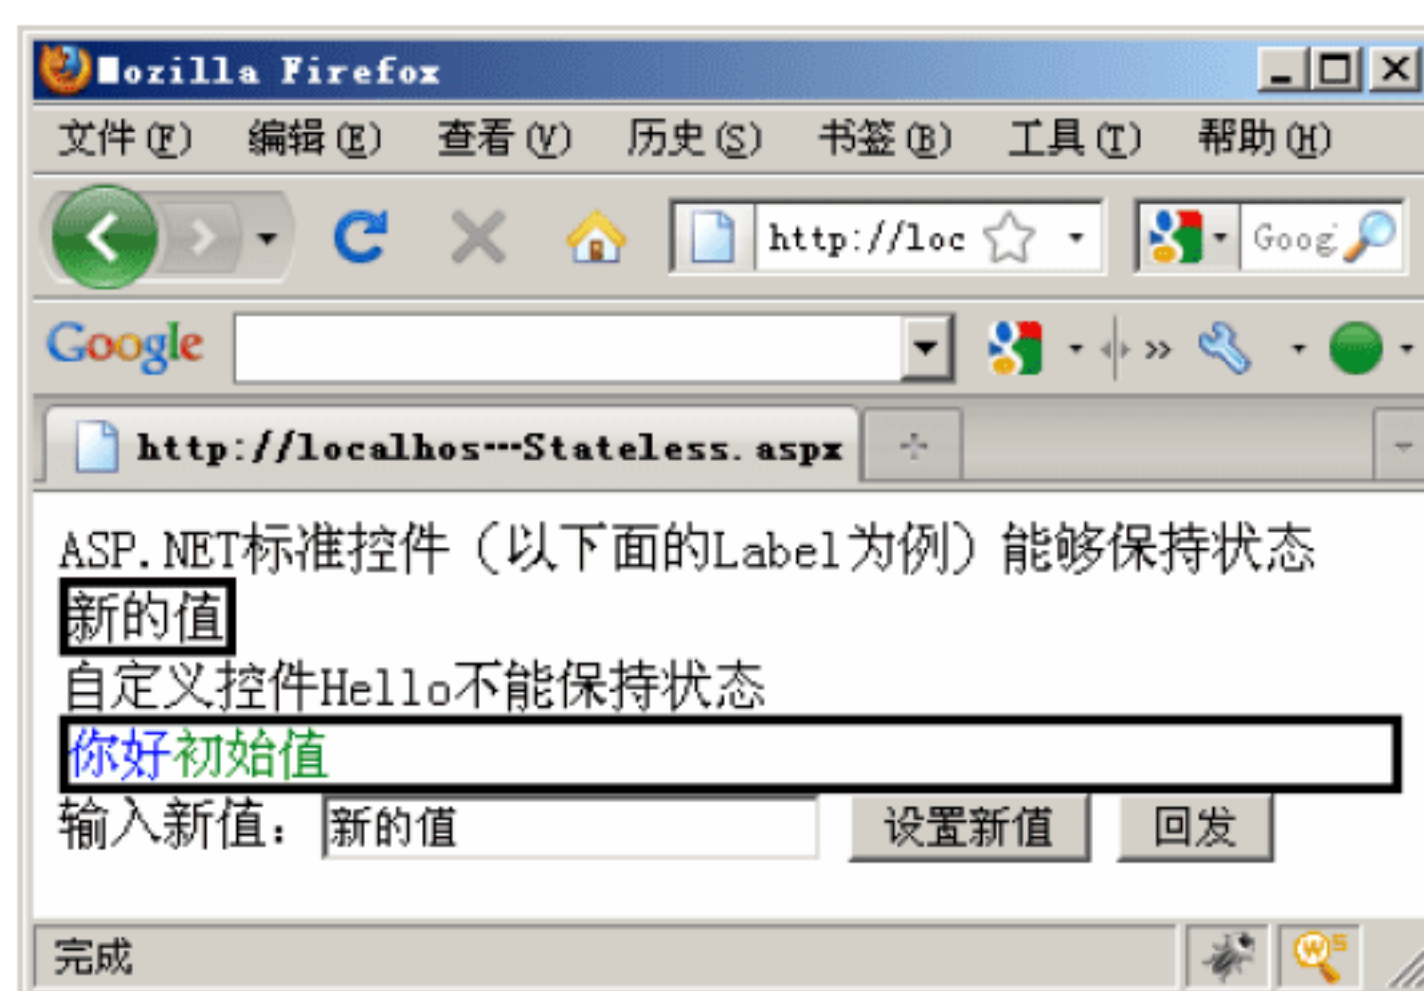 Mozilla Firefox
文件(F) 编辑(E) 查看(V) 历史(S) 书签(B) 工具(T) 帮助(H)
http://loc Goog
Google
http://localhos···Stateless.aspx
ASP.NET标准控件（以下面的Label为例）能够保持状态
新的值
自定义控件Hello不能保持状态
你好初始值
输入新值：新的值 设置新值 回发
完成